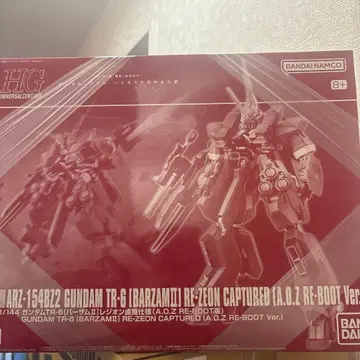 HG
UNIVERSAL CENTURY
BANDAI NAMCO
8+
ARZ-154BZ2 GUNDAM TR-6 [BARZAMⅡ] RE-ZEON CAPTURED [A.O.Z RE-BOOT Ver.]
1/144 ガンダムTR-6[バーザムⅡ]レジオン鹵獲仕様(A.O.Z RE-BOOT版)
GUNDAM TR-6 [BARZAMⅡ] RE-ZEON CAPTURED (A.O.Z RE-BOOT Ver.)
BANDAI